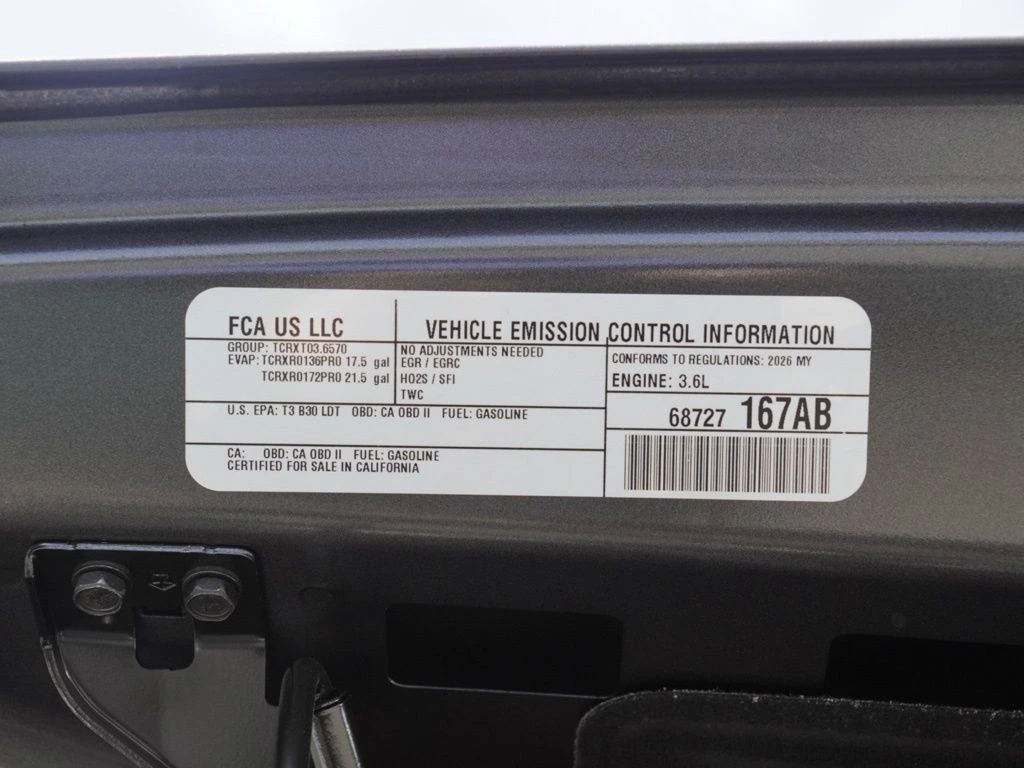 FCA US LLC
GROUP: TCRXT03.6570
EVAP: TCRXR0136PR0 17.5 gal
TCRXR0172PR0 21.5 gal
VEHICLE EMISSION CONTROL INFORMATION
NO ADJUSTMENTS NEEDED
EGR / EGRC
HO2S / SFI
TWC
CONFORMS TO REGULATIONS: 2026 MY
ENGINE: 3.6L
U.S. EPA: T3 B30 LDT OBD: CA OBD II FUEL: GASOLINE
68727 167AB
CA: OBD: CA OBD II FUEL: GASOLINE
CERTIFIED FOR SALE IN CALIFORNIA